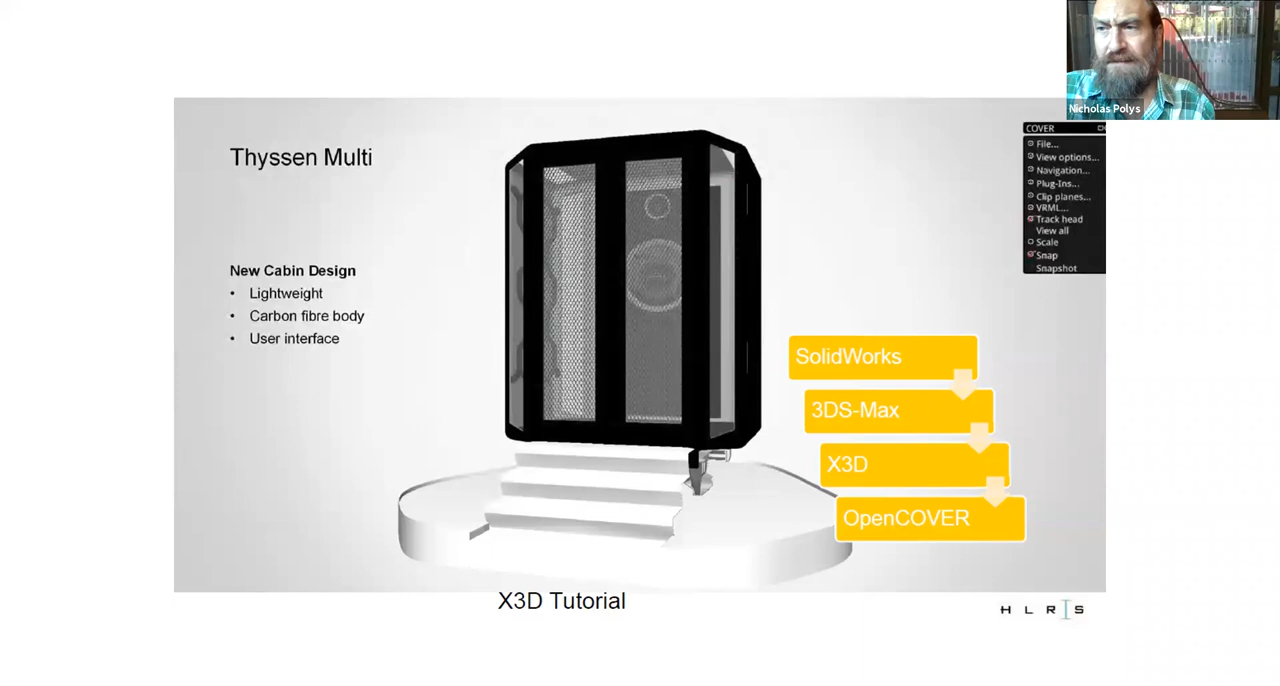 Nicholas Polys
Thyssen Multi
New Cabin Design
• Lightweight
• Carbon fibre body
• User interface
COVER
File...
View options...
Navigation...
Plug-Ins...
Clip planes...
VRML...
Track head
View all
Scale
Snap
Snapshot
SolidWorks
3DS-Max
X3D
OpenCOVER
X3D Tutorial
H L R I S